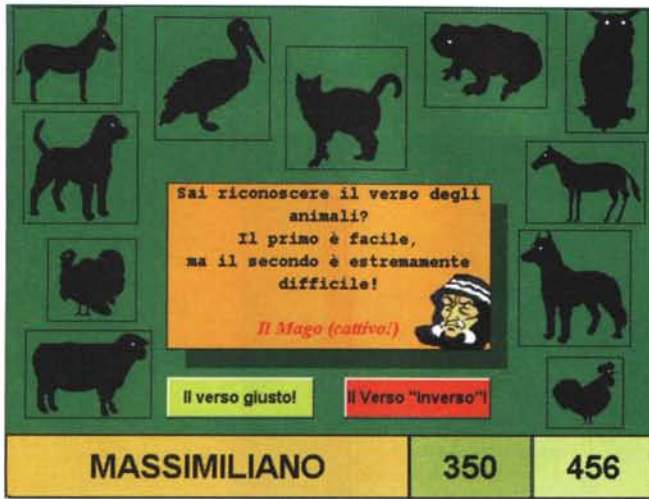 Sai riconoscere il verso degli
animali?
Il primo è facile,
ma il secondo è estremamente
difficile!
Il Mago (cattivo!)
Il verso giusto!
Il Verso "inverso"!
MASSIMILIANO
350
456